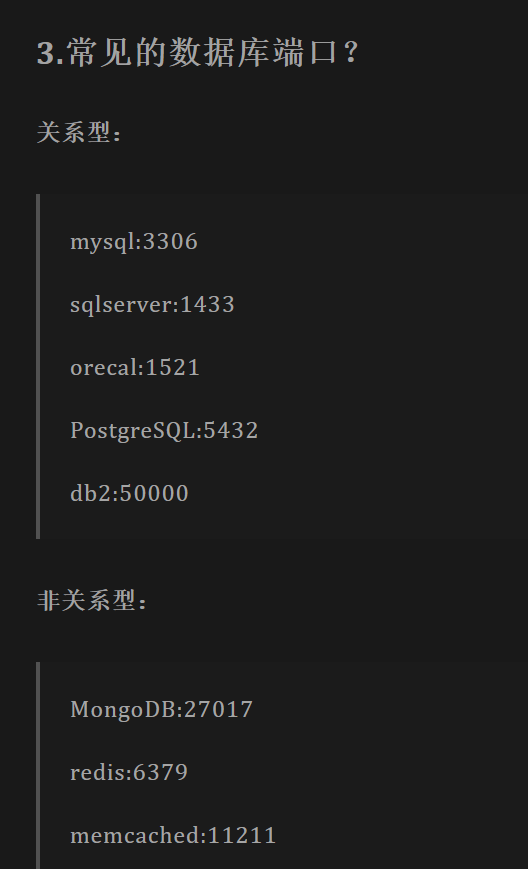 3.常见的数据库端口？
关系型：
mysql:3306
sqlserver:1433
orecal:1521
PostgreSQL:5432
db2:50000
非关系型：
MongoDB:27017
redis:6379
memcached:11211